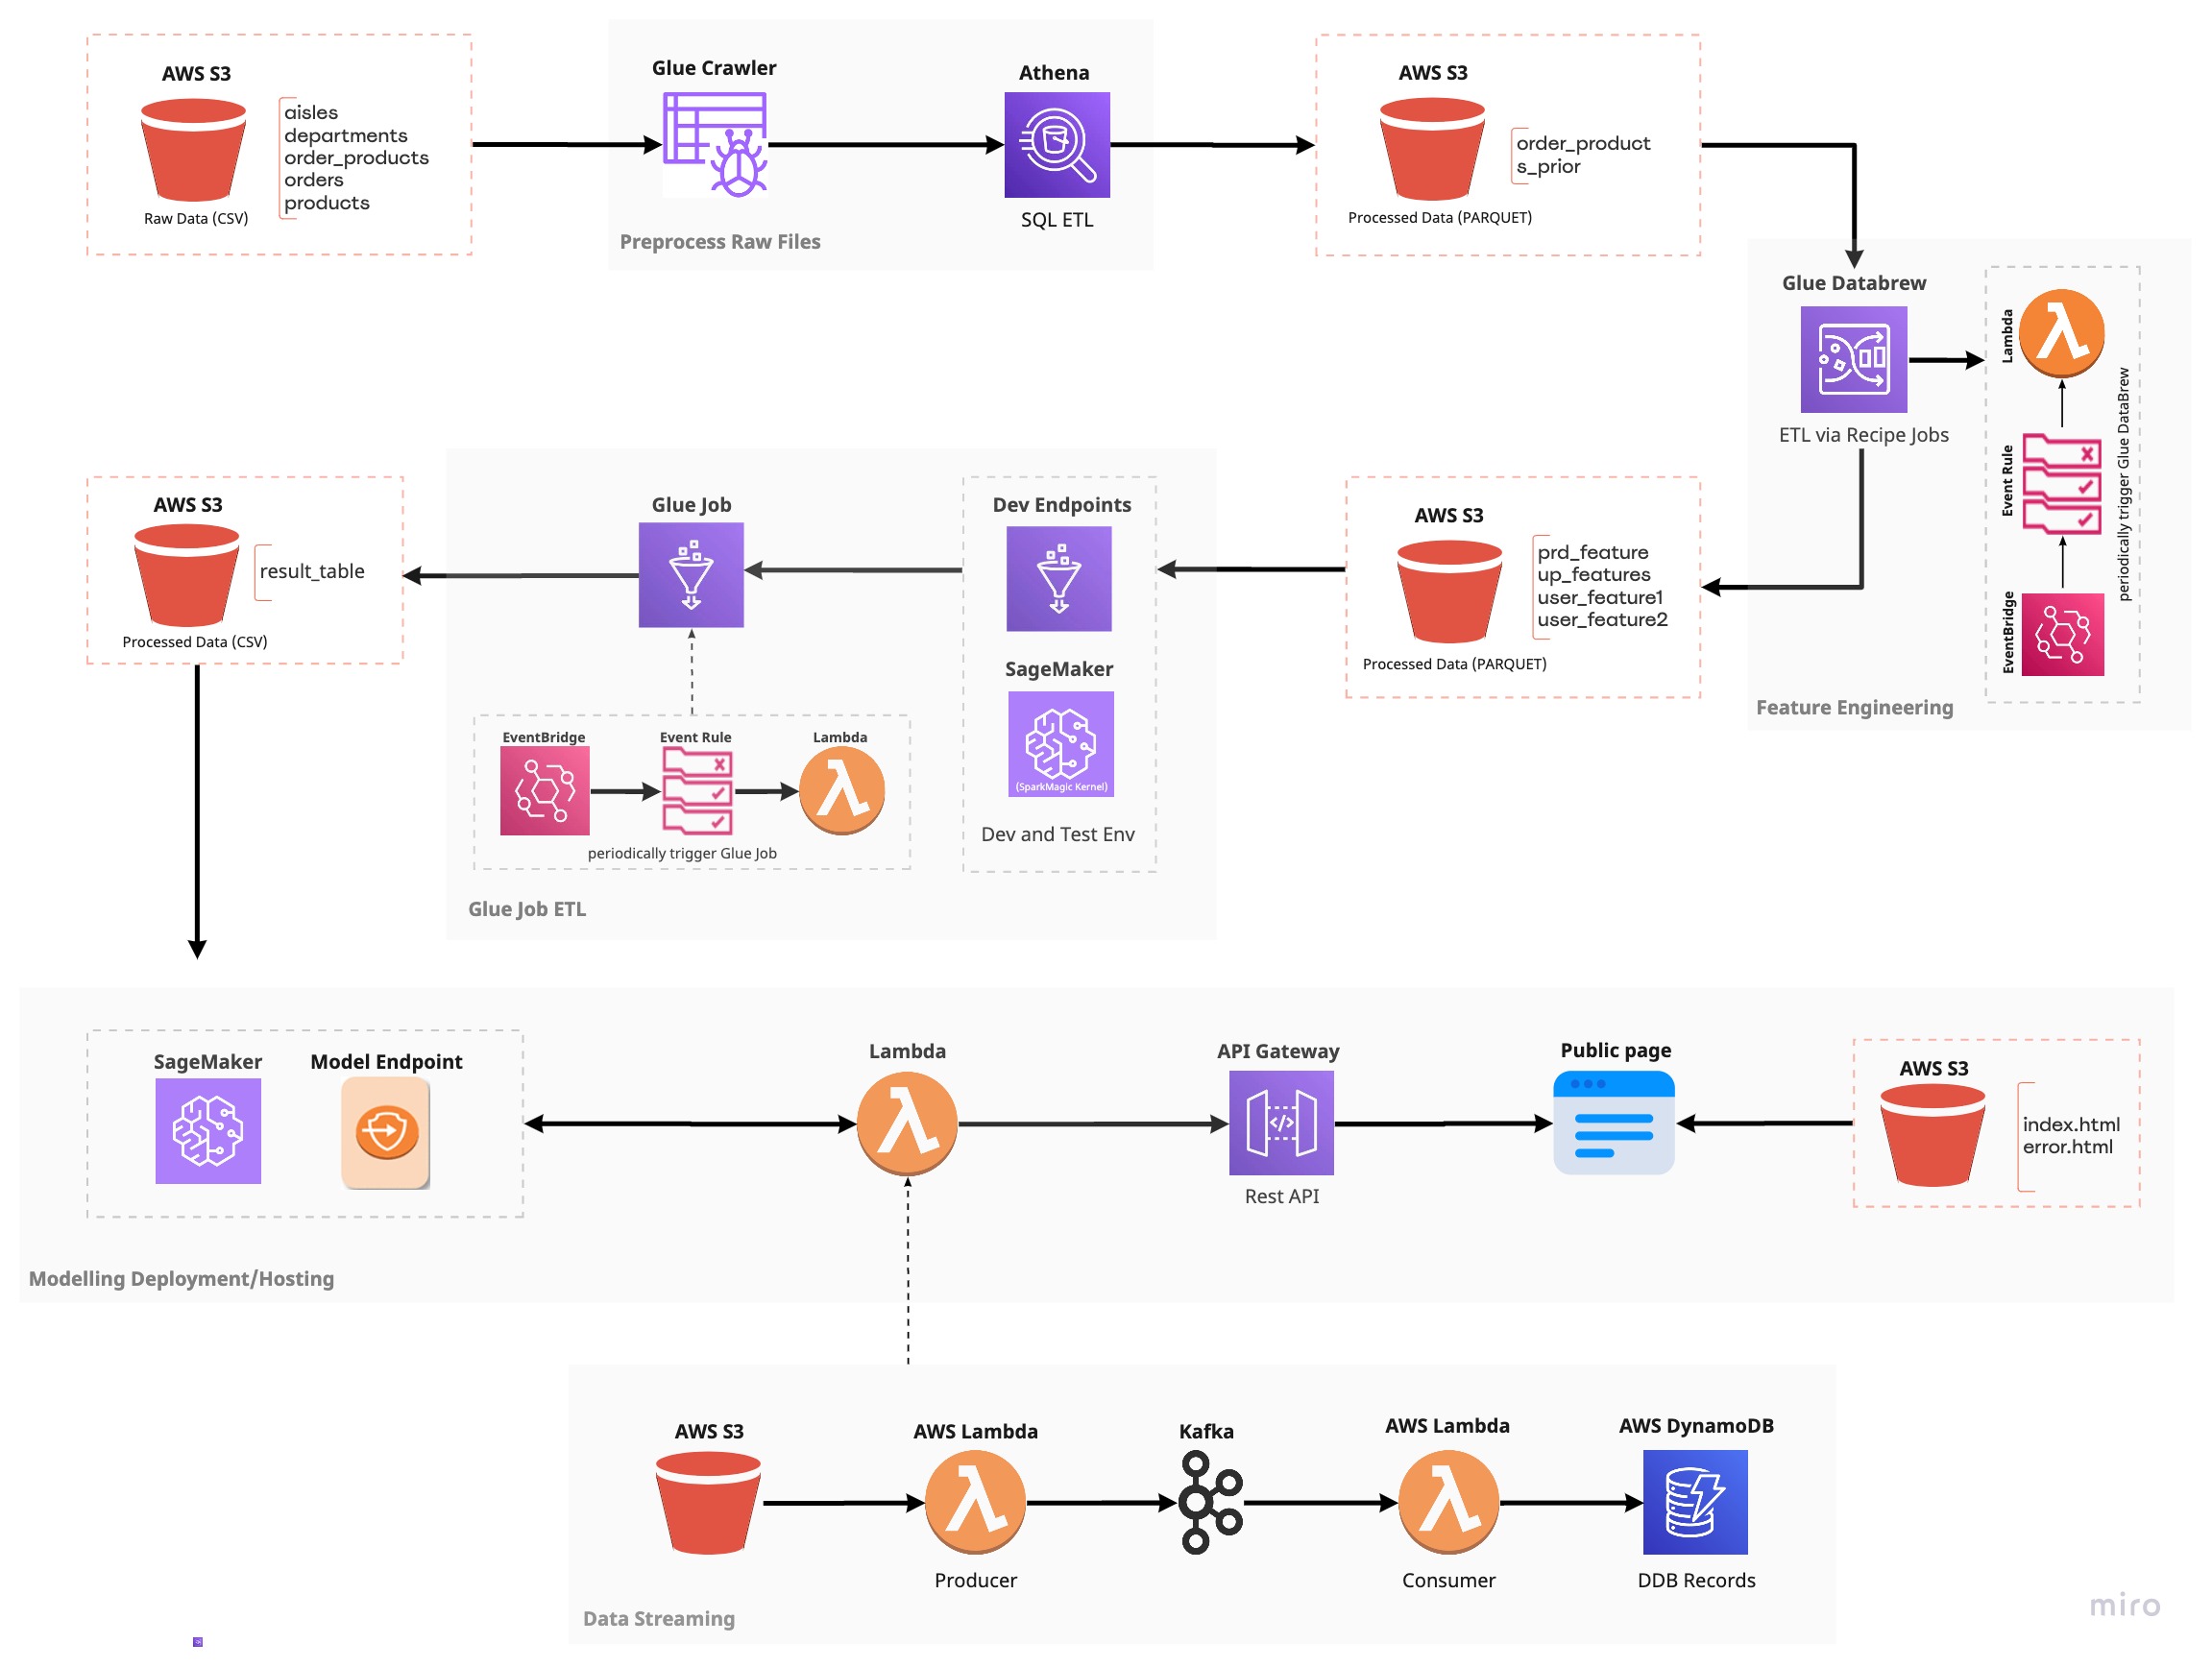 AWS S3
aisles
departments
order_products
orders
products
Raw Data (CSV)
Glue Crawler
Athena
SQL ETL
Preprocess Raw Files
AWS S3
order_product
s_prior
Processed Data (PARQUET)
Glue Databrew
ETL via Recipe Jobs
Lambda
Event Rule
EventBridge
periodically trigger Glue DataBrew
Feature Engineering
AWS S3
prd_feature
up_features
user_feature1
user_feature2
Processed Data (PARQUET)
Dev Endpoints
SageMaker
(SparkMagic Kernel)
Dev and Test Env
Glue Job
EventBridge
Event Rule
Lambda
periodically trigger Glue Job
Glue Job ETL
AWS S3
result_table
Processed Data (CSV)
SageMaker
Model Endpoint
Lambda
API Gateway
Rest API
Public page
AWS S3
index.html
error.html
Modelling Deployment/Hosting
AWS S3
AWS Lambda
Producer
Kafka
AWS Lambda
Consumer
AWS DynamoDB
DDB Records
Data Streaming
miro